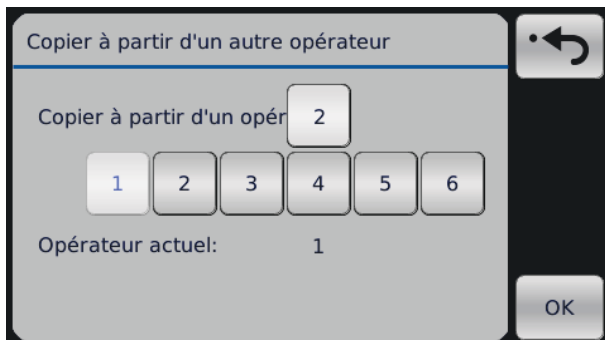 Copier à partir d'un autre opérateur
Copier à partir d'un opér 2
1 2 3 4 5 6
Opérateur actuel: 1
OK